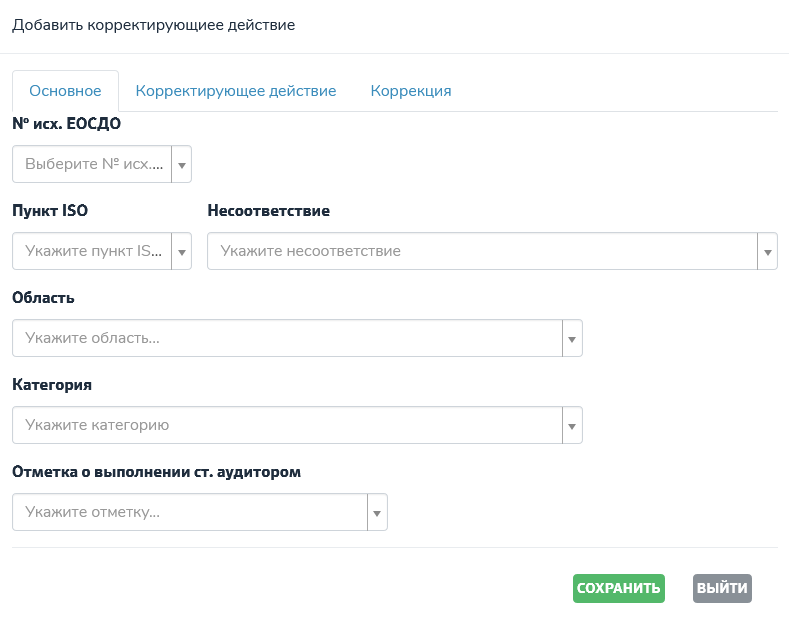 Добавить корректирующиее действие
Основное Корректирующее действие Коррекция
№ исх. ЕОСДО
Выберите № исх....
Пункт ISO Несоответствие
Укажите пункт IS... Укажите несоответствие
Область
Укажите область...
Категория
Укажите категорию
Отметка о выполнении ст. аудитором
Укажите отметку...
СОХРАНИТЬ ВЫЙТИ